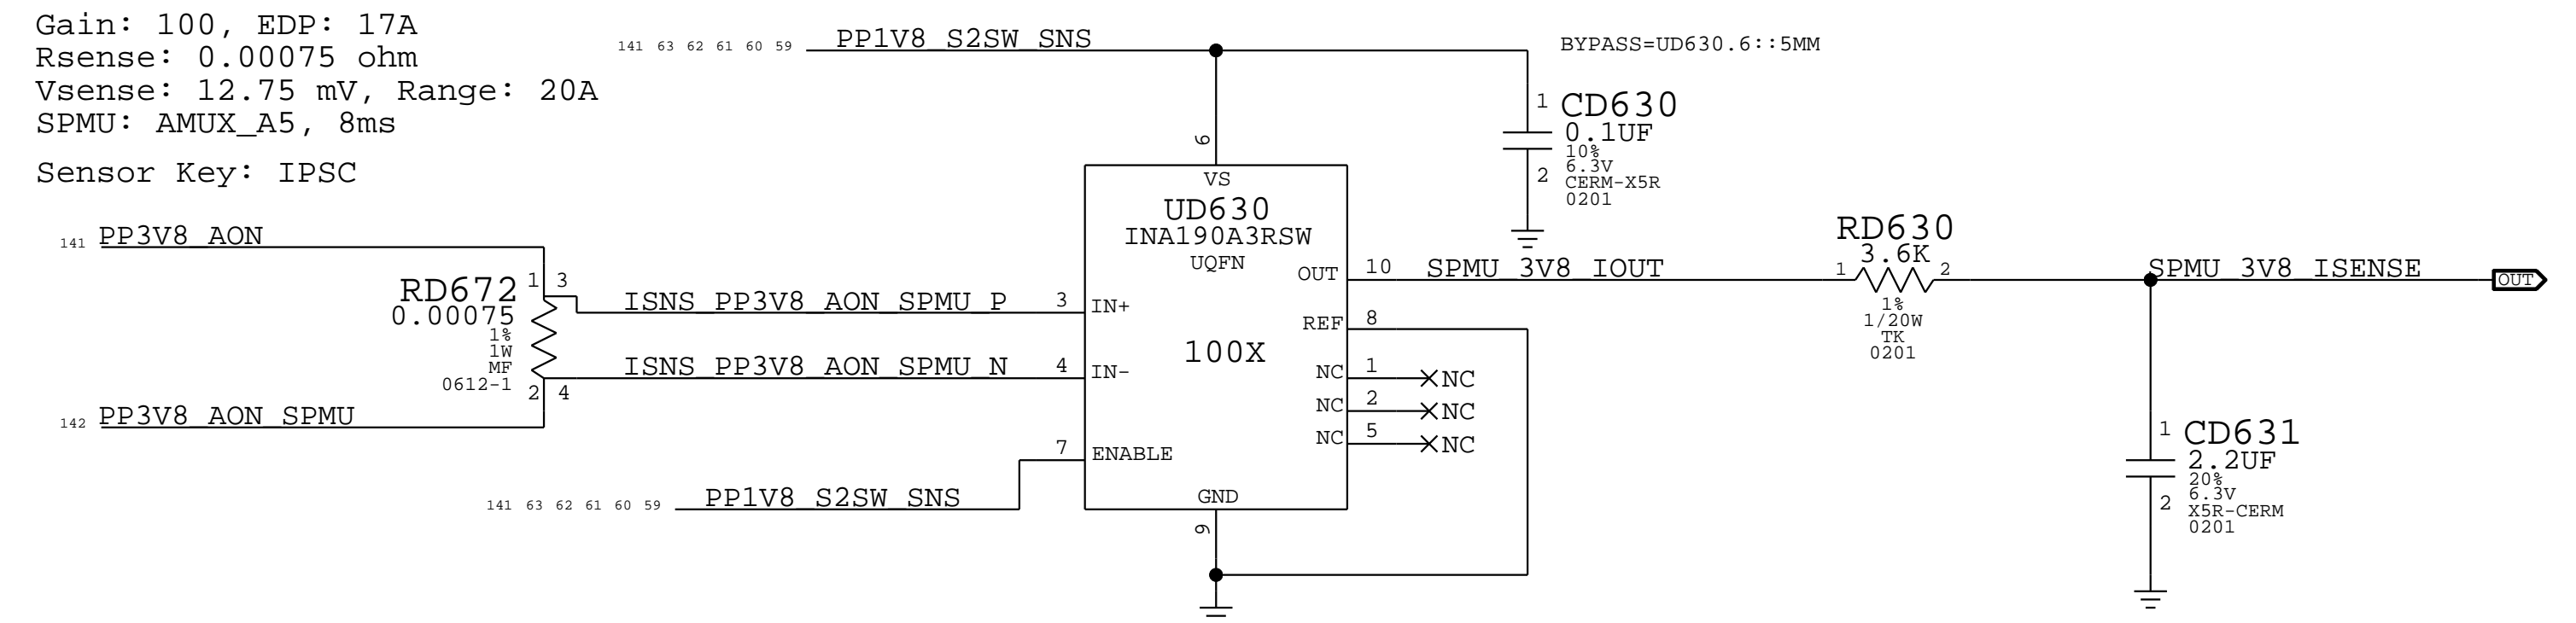 Gain: 100, EDP: 17A
Rsense: 0.00075 ohm
Vsense: 12.75 mV, Range: 20A
SPMU: AMUX_A5, 8ms
Sensor Key: IPSC
141 63 62 61 60 59 PP1V8_S2SW_SNS
BYPASS=UD630.6::5MM
1 CD630
0.1UF
10%
6.3V
2 CERM-X5R
0201
6
VS
UD630
INA190A3RSW
UQFN
100X
141 PP3V8_AON
1 3
RD672
0.00075
1%
1W
MF
0612-1
2 4
142 PP3V8_AON_SPMU
ISNS_PP3V8_AON_SPMU_P 3 IN+
ISNS_PP3V8_AON_SPMU_N 4 IN-
7 ENABLE
141 63 62 61 60 59 PP1V8_S2SW_SNS
GND
9
OUT 10 SPMU_3V8_IOUT
REF 8
NC 1 NC
NC 2 NC
NC 5 NC
RD630
1 3.6K 2
1%
1/20W
TK
0201
SPMU_3V8_ISENSE OUT
1 CD631
2.2UF
20%
6.3V
2 X5R-CERM
0201